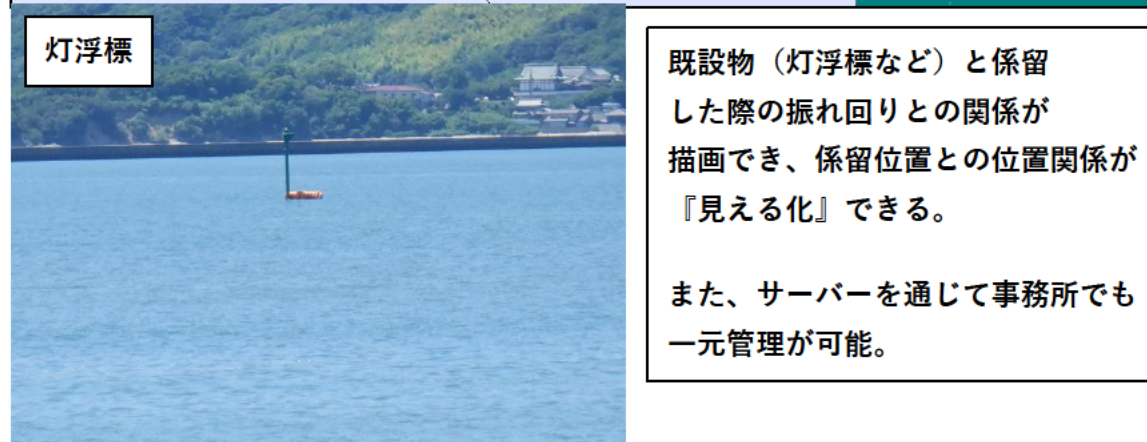 灯浮標
既設物（灯浮標など）と係留
した際の振れ回りとの関係が
描画でき、係留位置との位置関係が
『見える化』できる。
また、サーバーを通じて事務所でも
一元管理が可能。